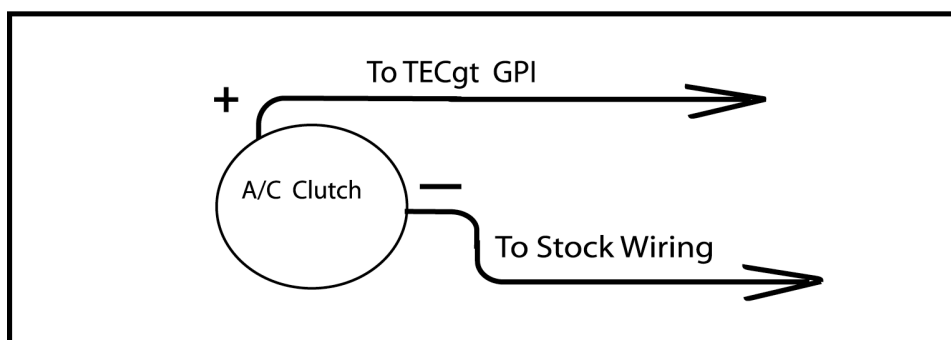 To TECgt GPI
+
A/C Clutch
—
To Stock Wiring